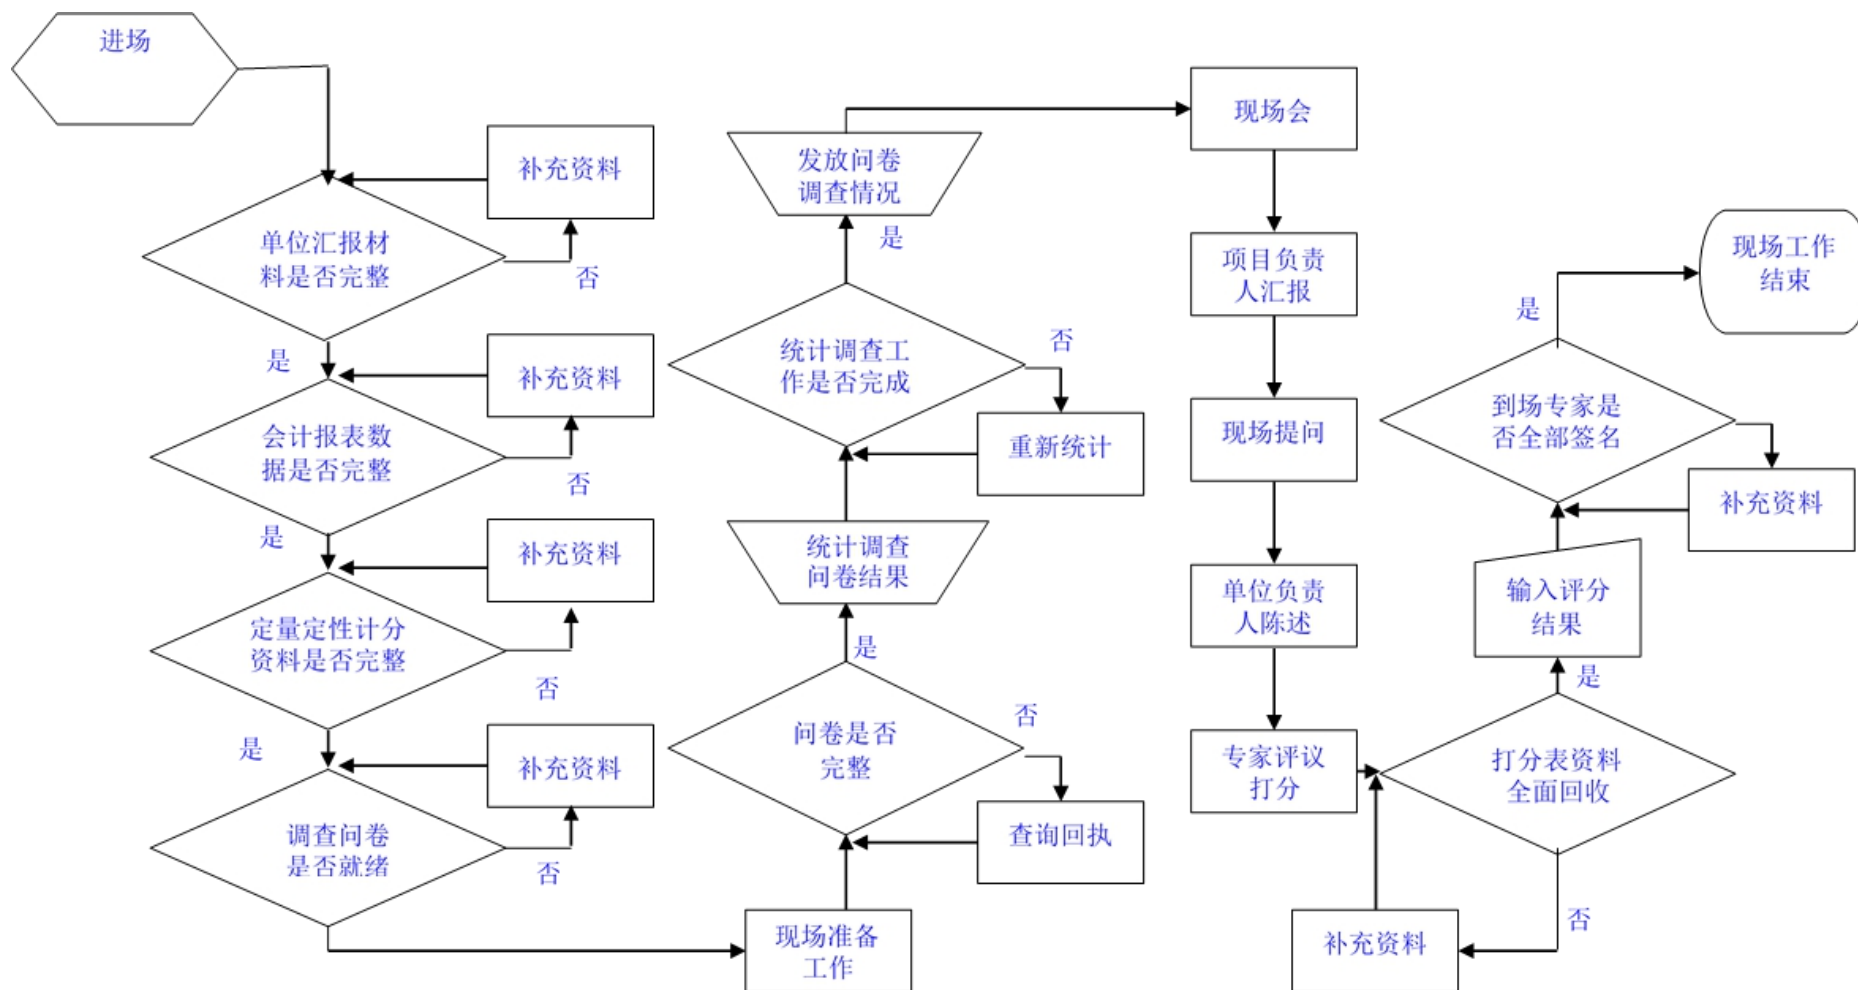 进场
补充资料
单位汇报材
料是否完整
否
是
补充资料
会计报表数
据是否完整
否
是
补充资料
定量定性计分
资料是否完整
否
是
补充资料
调查问卷
是否就绪
否
现场准备
工作
问卷是否
完整
否
查询回执
是
统计调查
问卷结果
统计调查工
作是否完成
否
重新统计
是
发放问卷
调查情况
现场会
项目负责
人汇报
现场提问
单位负责
人陈述
专家评议
打分
打分表资料
全面回收
否
补充资料
是
输入评分
结果
到场专家是
否全部签名
补充资料
是
现场工作
结束